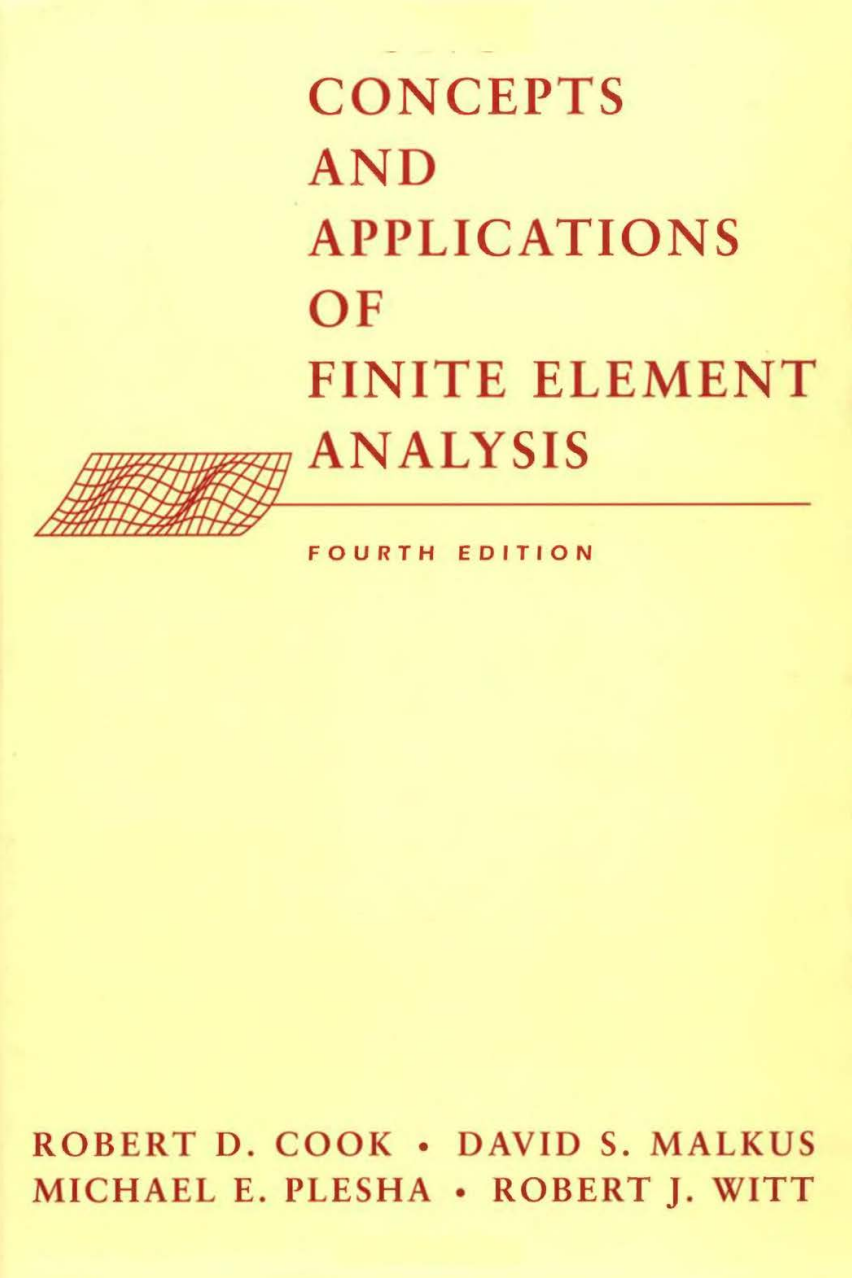 CONCEPTS
AND
APPLICATIONS
OF
FINITE ELEMENT
ANALYSIS
FOURTH EDITION
ROBERT D. COOK • DAVID S. MALKUS
MICHAEL E. PLESHA • ROBERT J. WITT